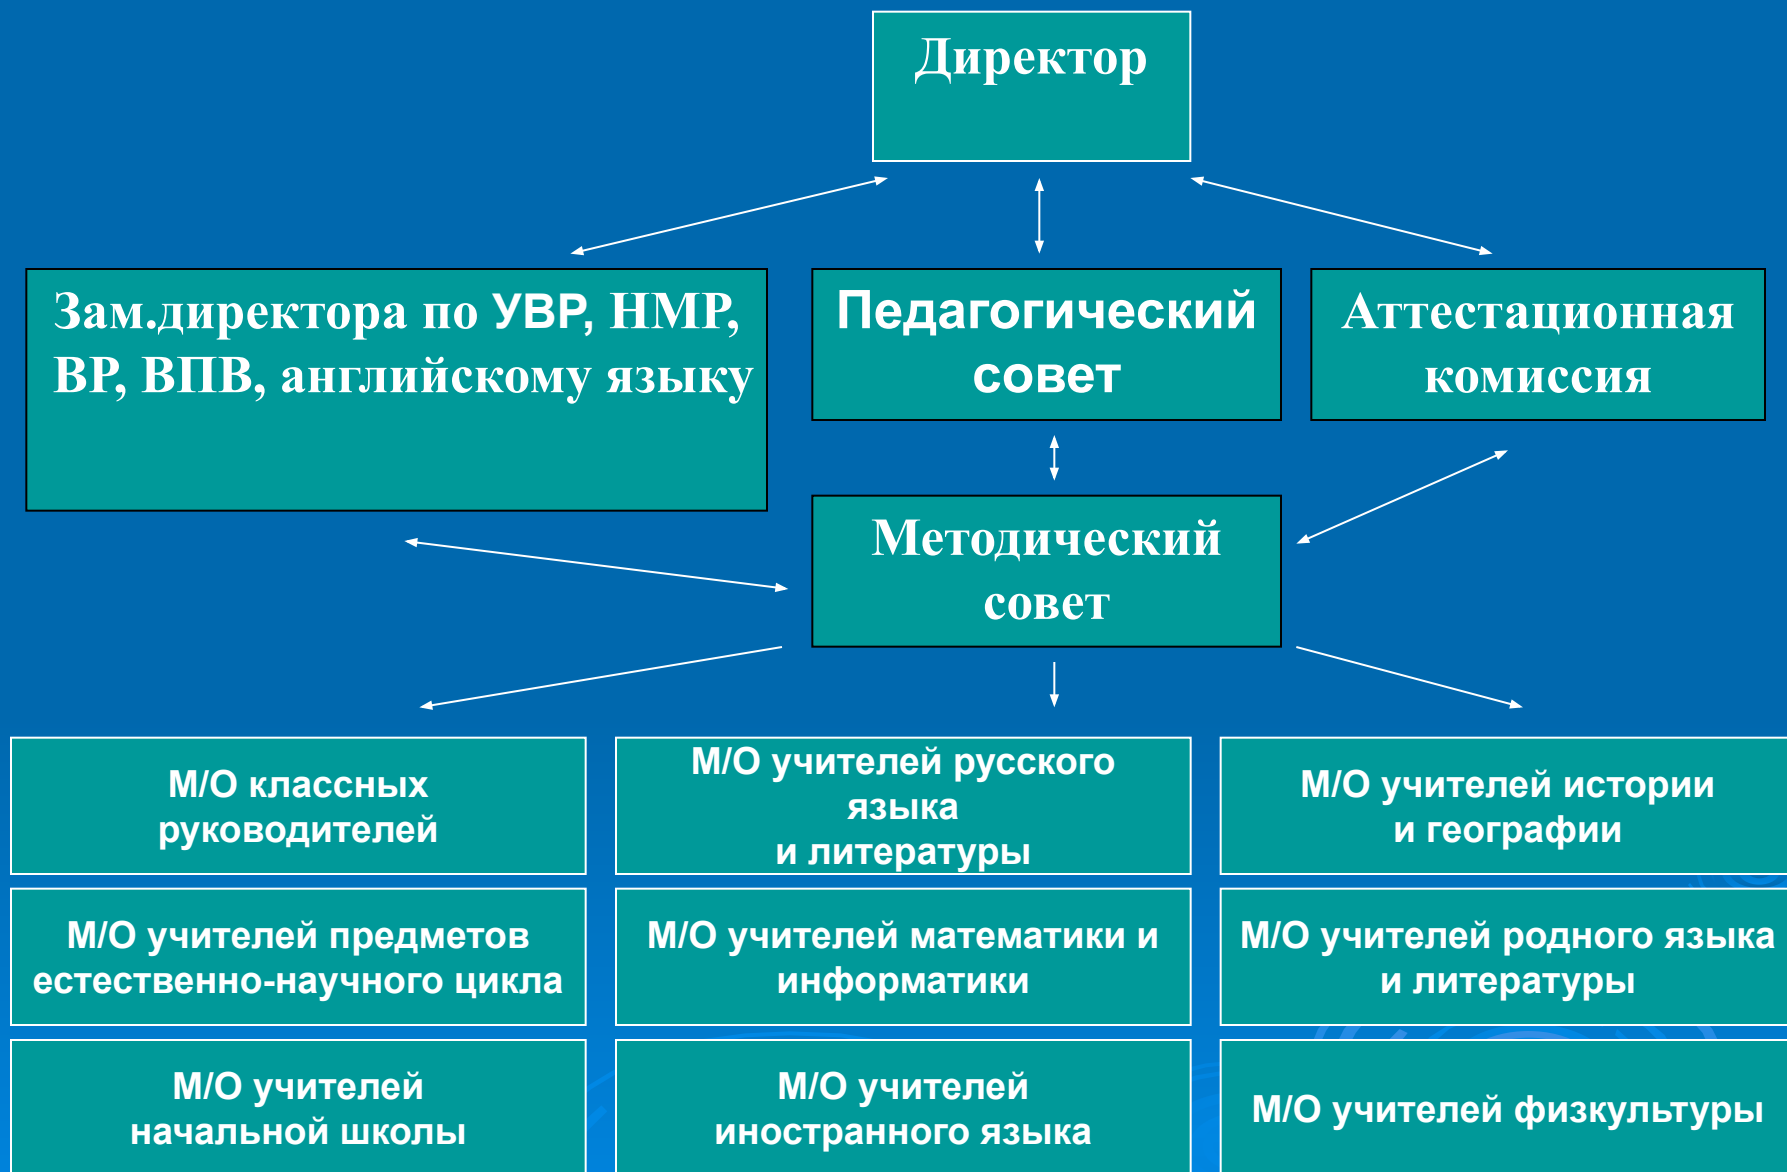 Директор
Зам.директора по УВР, НМР,
ВР, ВПВ, английскому языку
Педагогический
совет
Аттестационная
комиссия
Методический
совет
М/О классных
руководителей
М/О учителей русского
языка
и литературы
М/О учителей истории
и географии
М/О учителей предметов
естественно-научного цикла
М/О учителей математики и
информатики
М/О учителей родного языка
и литературы
М/О учителей
начальной школы
М/О учителей
иностранного языка
М/О учителей физкультуры